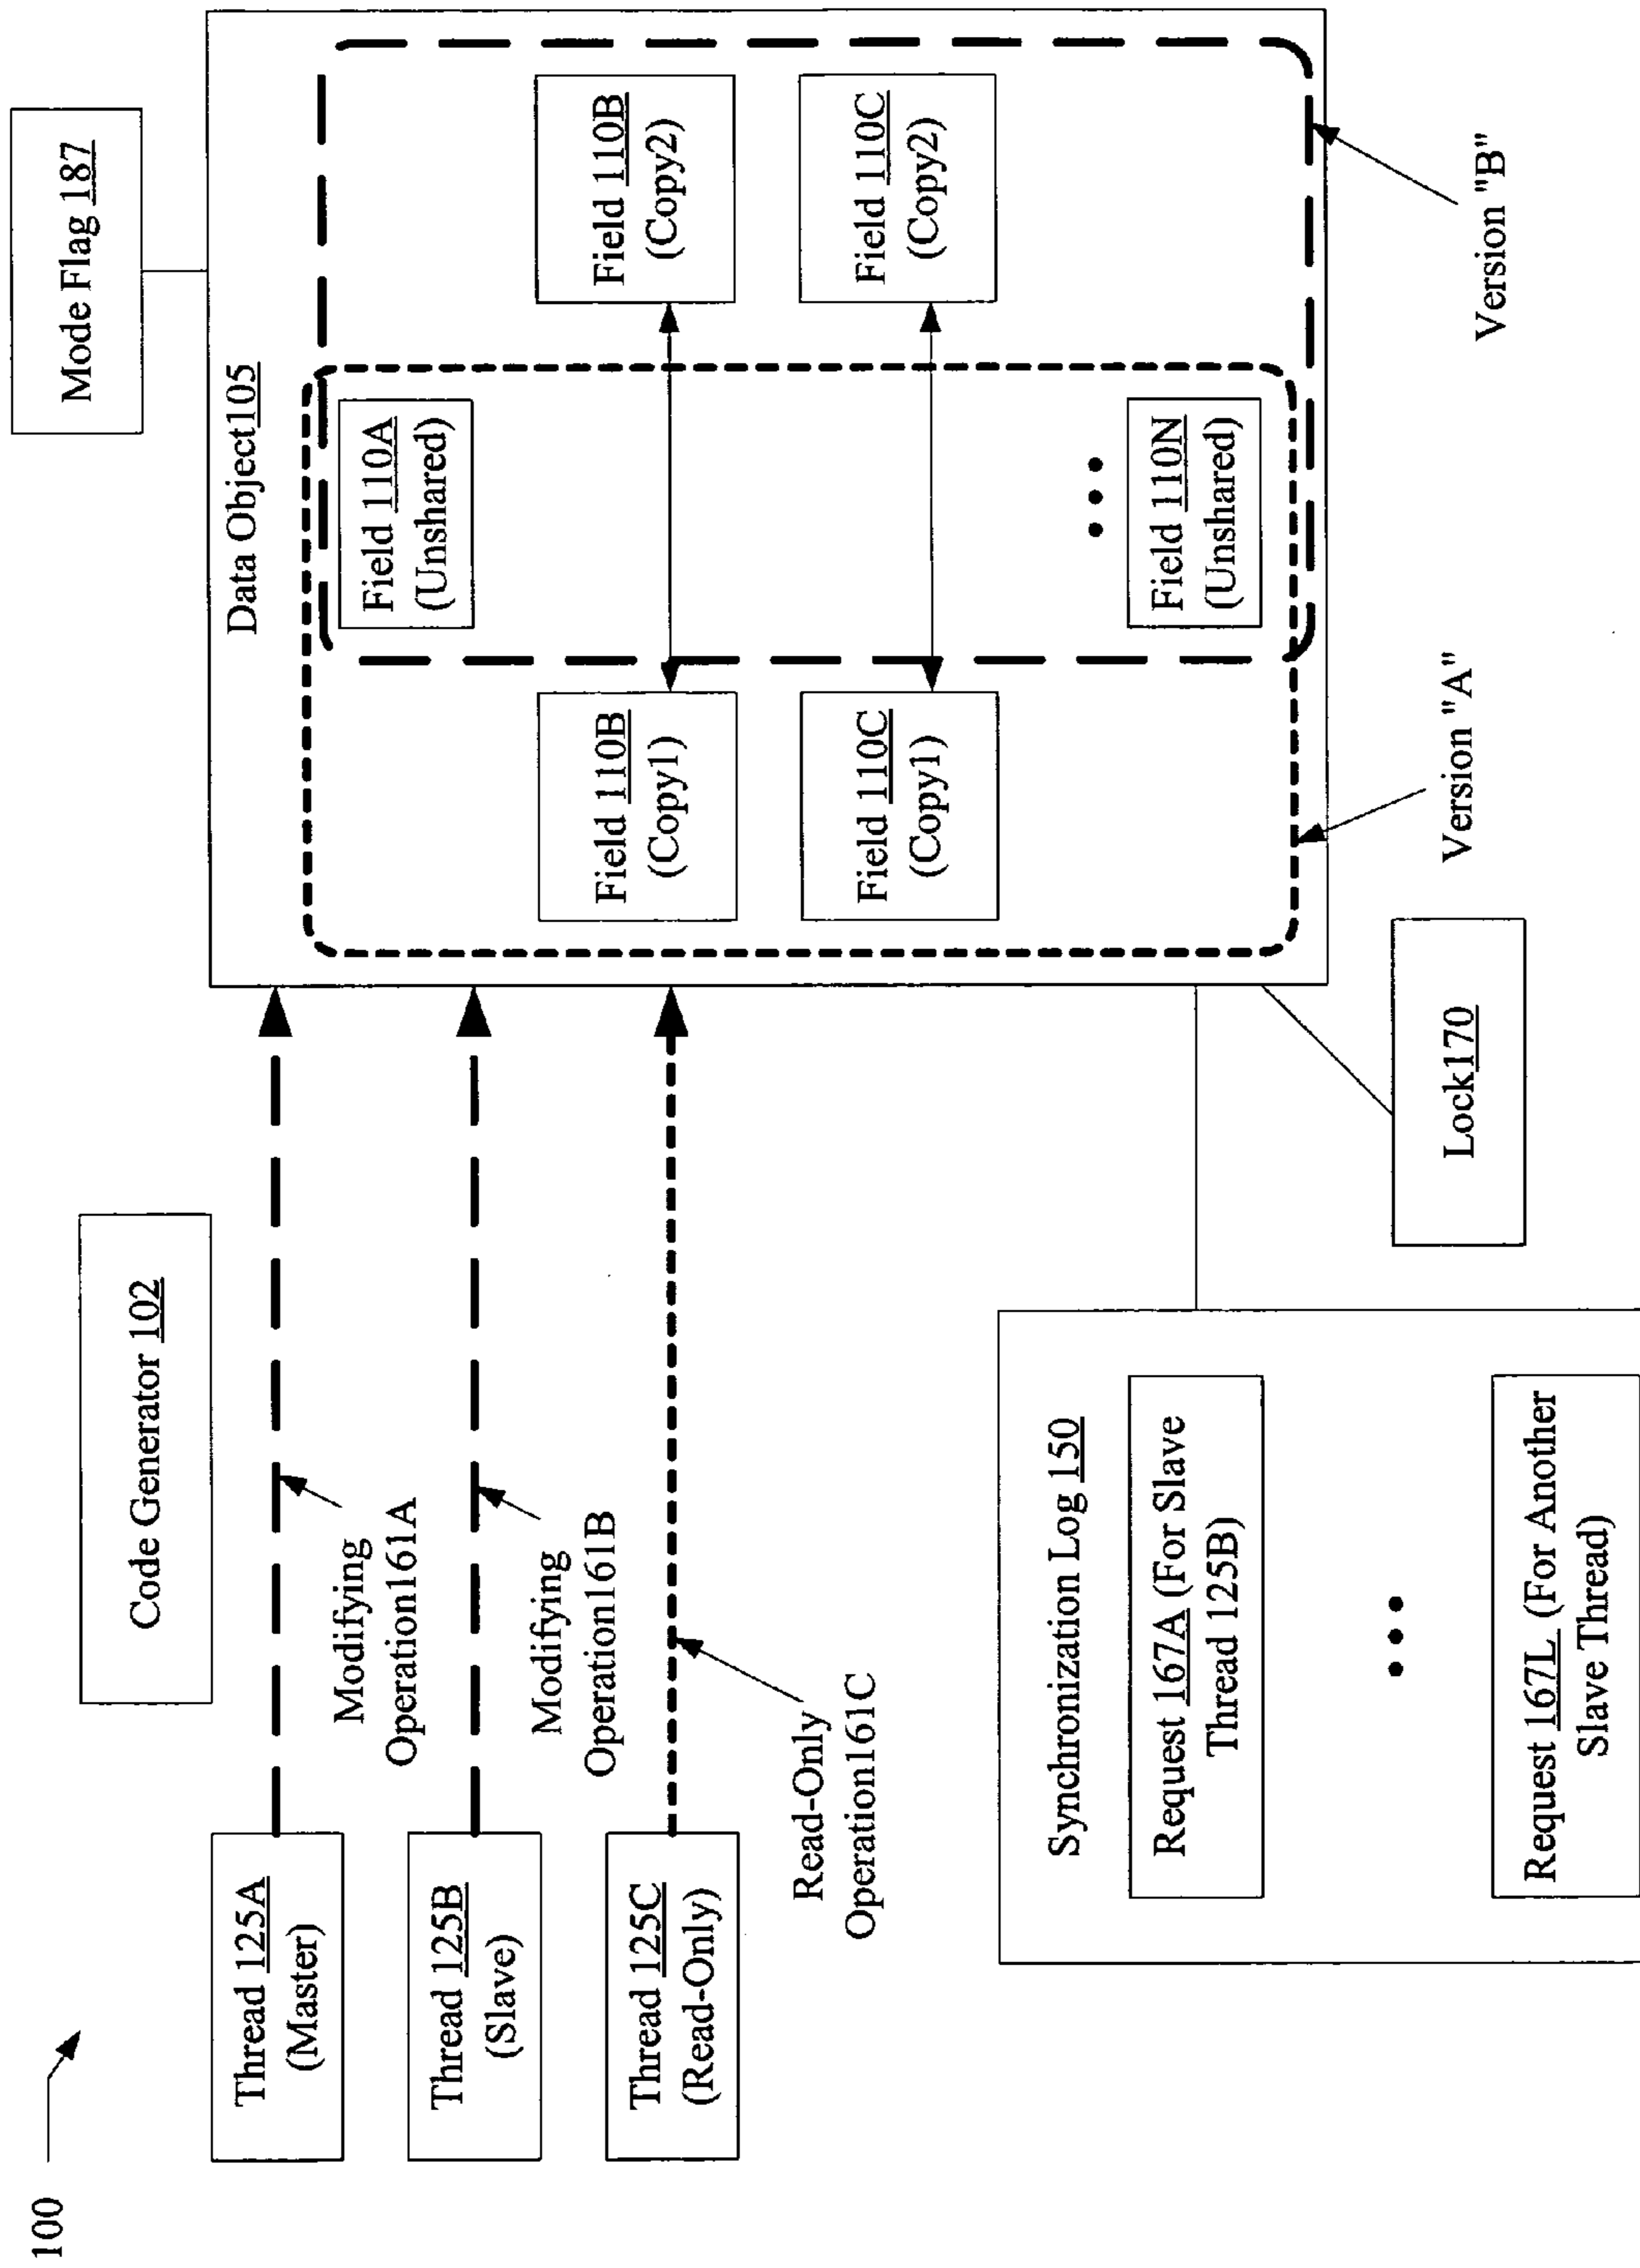 100
Code Generator 102
Mode Flag 187
Thread 125A
(Master)
Modifying
Operation161A
Thread 125B
(Slave)
Modifying
Operation161B
Thread 125C
(Read-Only)
Read-Only
Operation161C
Data Object105
Field 110A
(Unshared)
Field 110B
(Copy1)
Field 110B
(Copy2)
Field 110C
(Copy1)
Field 110C
(Copy2)
•••
Field 110N
(Unshared)
Version "A"
Version "B"
Lock170
Synchronization Log 150
Request 167A (For Slave
Thread 125B)
•••
Request 167L (For Another
Slave Thread)